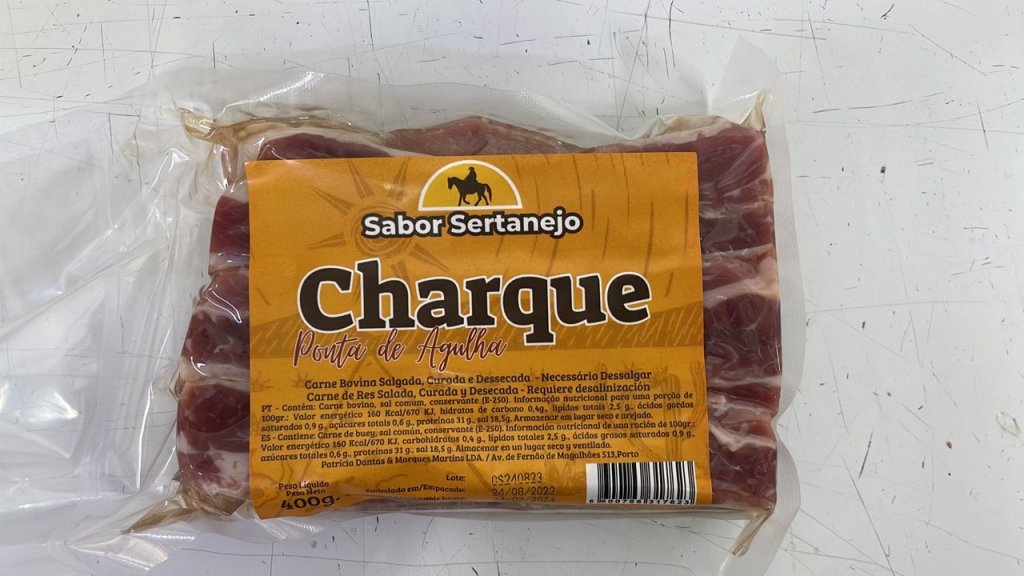 Sabor Sertanejo
Charque
Ponta de Agulha
Carne Bovina Salgada, Curada e Dessecada - Necessário Dessalgar
Carne de Res Salada, Curada y Desecada - Requiere desalinización
PT - Contém: Carne bovina, sal comum, conservante (E-250). Informação nutricional para uma porção de
100gr.: Valor energético 160 Kcal/670 KJ, hidratos de carbono 0,4g., lípidos totais 2,5 g., ácidos gordos
saturados 0,9 g., açúcares totais 0,6 g., proteínas 31 g., sal 18,5g. Armazenar em lugar seco e arejado.
ES - Contiene: Carne de buey, sal común, conservante (E-250). Información nutricional de una ración de 100gr.:
Valor energético 160 Kcal/670 KJ, carbohidratos 0,4 g., lípidos totales 2,5 g., ácidos grasos saturados 0,9 g.,
azúcares totales 0,6 g., proteínas 31 g., sal 18,5 g. Almacenar en un lugar seco y ventilado.
Patrícia Dantas & Marques Martins LDA. / Av. de Fernão de Magalhães 513, Porto
Peso Líquido
Peso Neto
400g.
Lote: 0S240823
Embalado em/Empacado: 24/08/2023